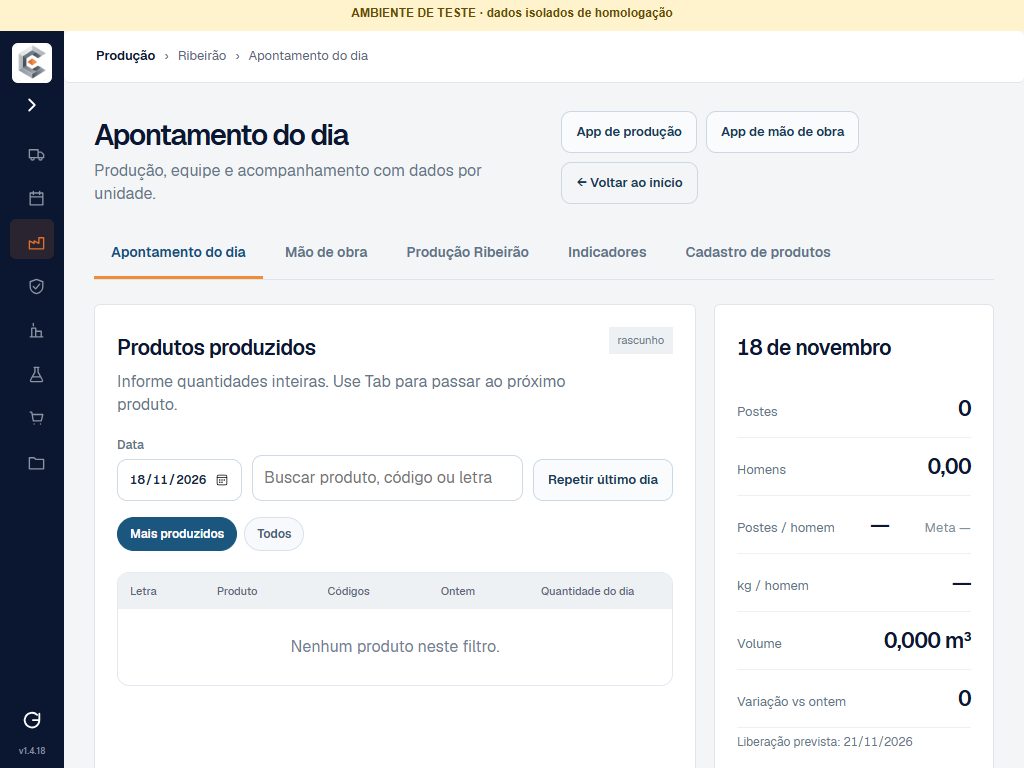 AMBIENTE DE TESTE · dados isolados de homologação
Produção › Ribeirão › Apontamento do dia
Apontamento do dia
Produção, equipe e acompanhamento com dados por
unidade.
App de produção
App de mão de obra
← Voltar ao início
Apontamento do dia
Mão de obra
Produção Ribeirão
Indicadores
Cadastro de produtos
Produtos produzidos
rascunho
Informe quantidades inteiras. Use Tab para passar ao próximo
produto.
Data
18/11/2026
Buscar produto, código ou letra
Repetir último dia
Mais produzidos
Todos
Letra Produto Códigos Ontem Quantidade do dia
Nenhum produto neste filtro.
18 de novembro
Postes 0
Homens 0,00
Postes / homem — Meta —
kg / homem —
Volume 0,000 m³
Variação vs ontem 0
Liberação prevista: 21/11/2026
v1.4.18